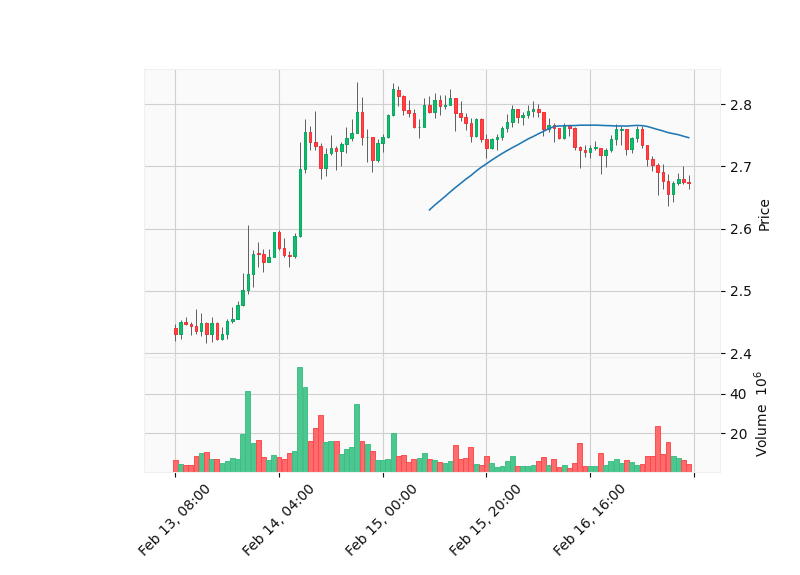 2.8
2.7
2.6
2.5
2.4
Price
40
20
Volume 10^6
Feb 13, 08:00
Feb 14, 04:00
Feb 15, 00:00
Feb 15, 20:00
Feb 16, 16:00